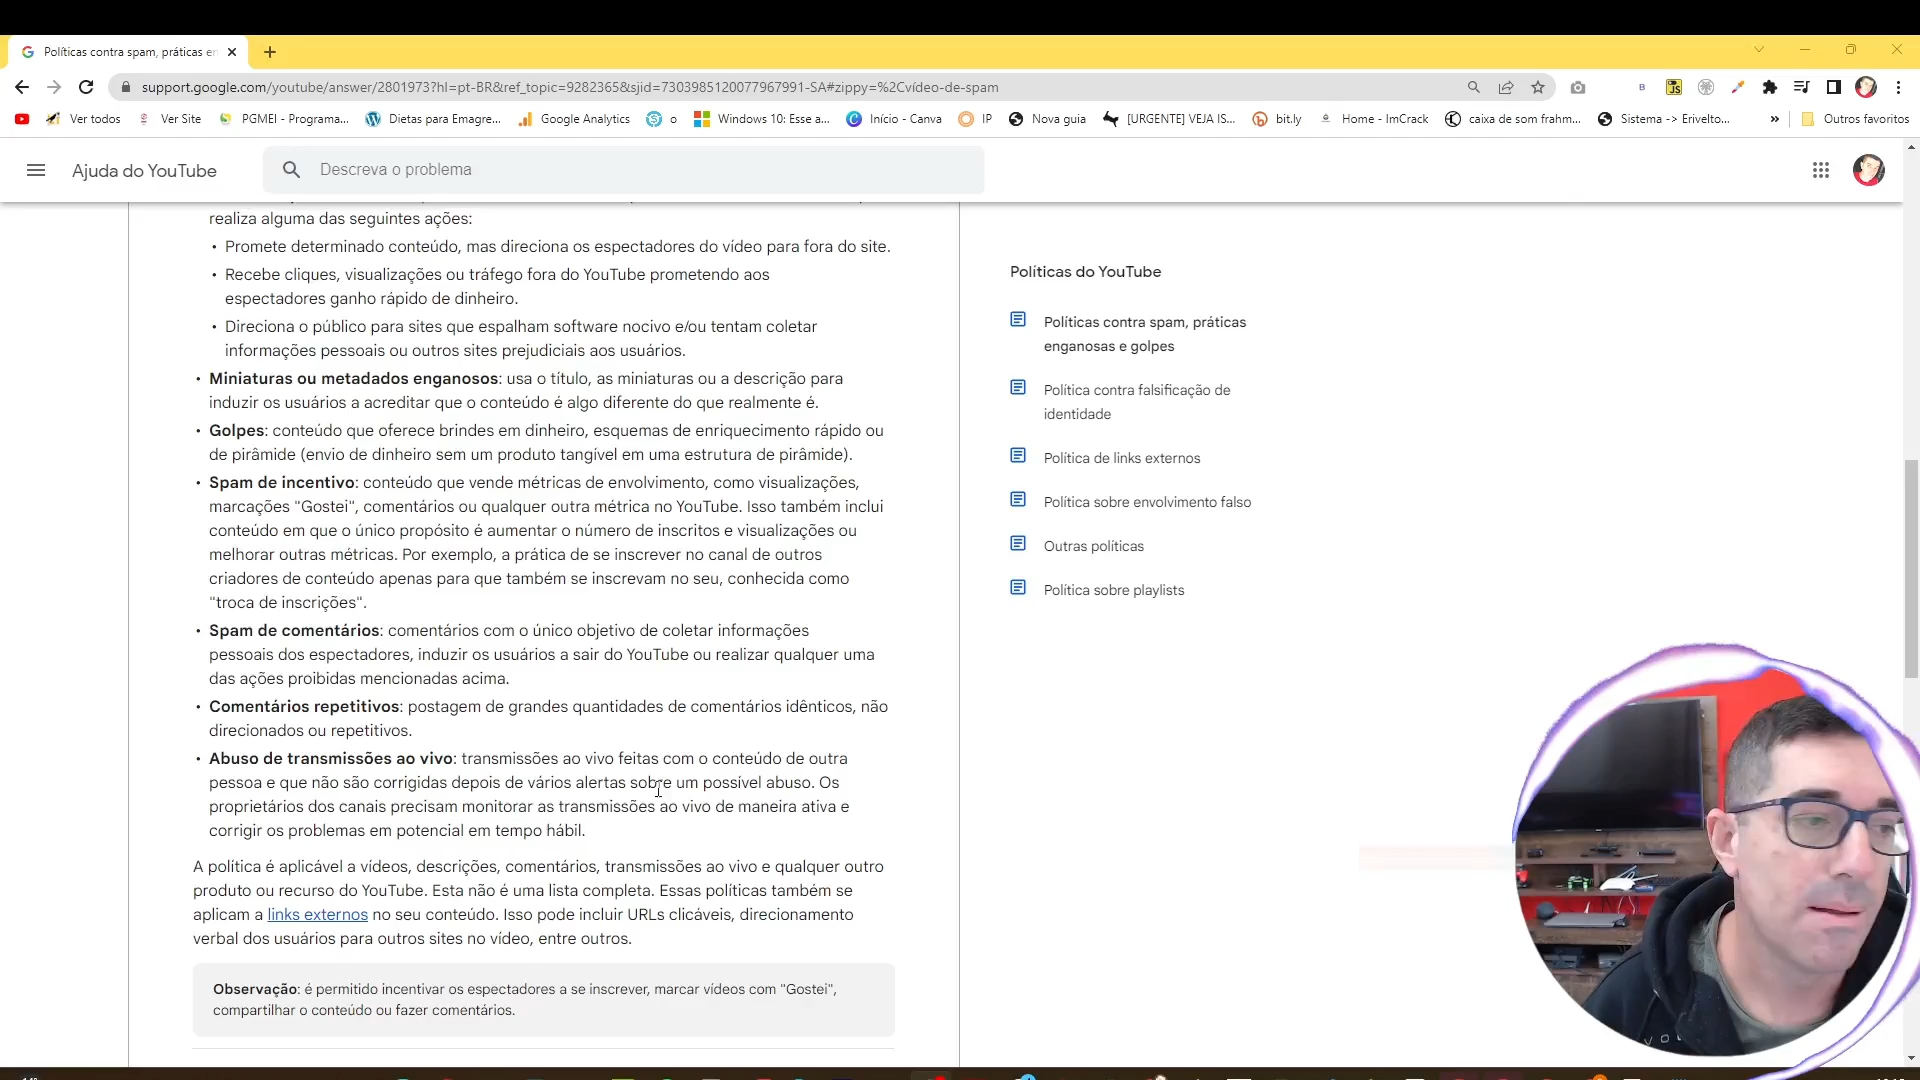 Políticas contra spam, práticas en
support.google.com/youtube/answer/2801973?hl=pt-BR&ref_topic=9282365&sjid=7303985120077967991-SA#zippy=%2Cvídeo-de-spam
Ver todos
Ver Site
PGMEI - Programa...
Dietas para Emagre...
Google Analytics
o
Windows 10: Esse a...
Início - Canva
IP
Nova guia
[URGENTE] VEJA IS...
bit.ly
Home - ImCrack
caixa de som frahm...
Sistema -> Erivelto...
»
Outros favoritos
Ajuda do YouTube
Descreva o problema
realiza alguma das seguintes ações:
• Promete determinado conteúdo, mas direciona os espectadores do vídeo para fora do site.
• Recebe cliques, visualizações ou tráfego fora do YouTube prometendo aos
espectadores ganho rápido de dinheiro.
• Direciona o público para sites que espalham software nocivo e/ou tentam coletar
informações pessoais ou outros sites prejudiciais aos usuários.
• Miniaturas ou metadados enganosos: usa o título, as miniaturas ou a descrição para
induzir os usuários a acreditar que o conteúdo é algo diferente do que realmente é.
• Golpes: conteúdo que oferece brindes em dinheiro, esquemas de enriquecimento rápido ou
de pirâmide (envio de dinheiro sem um produto tangível em uma estrutura de pirâmide).
• Spam de incentivo: conteúdo que vende métricas de envolvimento, como visualizações,
marcações "Gostei", comentários ou qualquer outra métrica no YouTube. Isso também inclui
conteúdo em que o único propósito é aumentar o número de inscritos e visualizações ou
melhorar outras métricas. Por exemplo, a prática de se inscrever no canal de outros
criadores de conteúdo apenas para que também se inscrevam no seu, conhecida como
"troca de inscrições".
• Spam de comentários: comentários com o único objetivo de coletar informações
pessoais dos espectadores, induzir os usuários a sair do YouTube ou realizar qualquer uma
das ações proibidas mencionadas acima.
• Comentários repetitivos: postagem de grandes quantidades de comentários idênticos, não
direcionados ou repetitivos.
• Abuso de transmissões ao vivo: transmissões ao vivo feitas com o conteúdo de outra
pessoa e que não são corrigidas depois de vários alertas sobre um possível abuso. Os
proprietários dos canais precisam monitorar as transmissões ao vivo de maneira ativa e
corrigir os problemas em potencial em tempo hábil.
A política é aplicável a vídeos, descrições, comentários, transmissões ao vivo e qualquer outro
produto ou recurso do YouTube. Esta não é uma lista completa. Essas políticas também se
aplicam a links externos no seu conteúdo. Isso pode incluir URLs clicáveis, direcionamento
verbal dos usuários para outros sites no vídeo, entre outros.
Observação: é permitido incentivar os espectadores a se inscrever, marcar vídeos com "Gostei",
compartilhar o conteúdo ou fazer comentários.
Políticas do YouTube
Políticas contra spam, práticas
enganosas e golpes
Política contra falsificação de
identidade
Política de links externos
Política sobre envolvimento falso
Outras políticas
Política sobre playlists